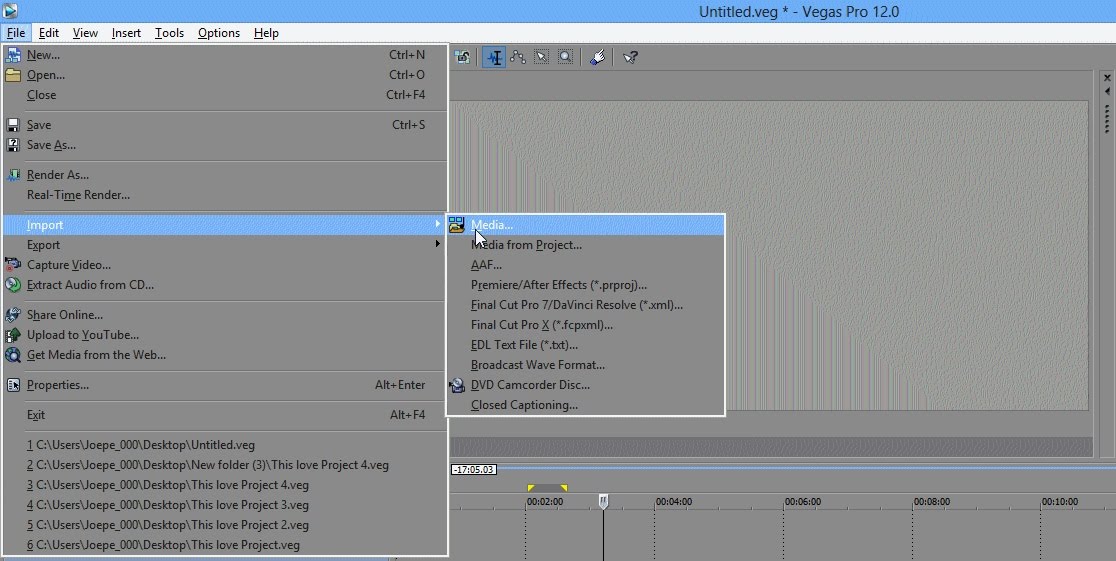 Untitled.veg * - Vegas Pro 12.0
File Edit View Insert Tools Options Help
New... Ctrl+N
Open... Ctrl+O
Close Ctrl+F4
Save Ctrl+S
Save As...
Render As...
Real-Time Render...
Import
Export
Capture Video...
Extract Audio from CD...
Share Online...
Upload to YouTube...
Get Media from the Web...
Properties... Alt+Enter
Exit Alt+F4
1 C:\Users\Joepe_000\Desktop\Untitled.veg
2 C:\Users\Joepe_000\Desktop\New folder (3)\This love Project 4.veg
3 C:\Users\Joepe_000\Desktop\This love Project 4.veg
4 C:\Users\Joepe_000\Desktop\This love Project 3.veg
5 C:\Users\Joepe_000\Desktop\This love Project 2.veg
6 C:\Users\Joepe_000\Desktop\This love Project.veg
Media...
Media from Project...
AAF...
Premiere/After Effects (*.prproj)...
Final Cut Pro 7/DaVinci Resolve (*.xml)...
Final Cut Pro X (*.fcpxml)...
EDL Text File (*.txt)...
Broadcast Wave Format...
DVD Camcorder Disc...
Closed Captioning...
-17:05.03
00:02:00 00:04:00 00:06:00 00:08:00 00:10:00